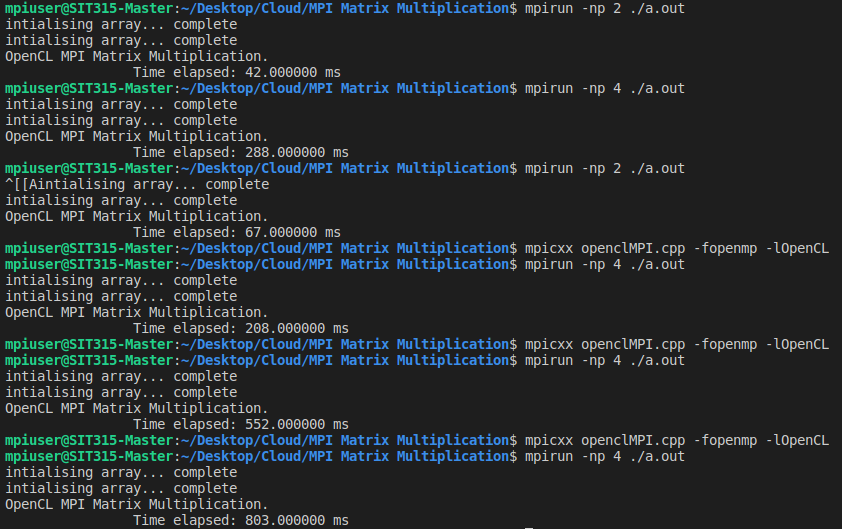 mpiuser@SIT315-Master:~/Desktop/Cloud/MPI Matrix Multiplication$ mpirun -np 2 ./a.out
intialising array... complete
intialising array... complete
OpenCL MPI Matrix Multiplication.
Time elapsed: 42.000000 ms
mpiuser@SIT315-Master:~/Desktop/Cloud/MPI Matrix Multiplication$ mpirun -np 4 ./a.out
intialising array... complete
intialising array... complete
OpenCL MPI Matrix Multiplication.
Time elapsed: 288.000000 ms
mpiuser@SIT315-Master:~/Desktop/Cloud/MPI Matrix Multiplication$ mpirun -np 2 ./a.out
^[[Aintialising array... complete
intialising array... complete
OpenCL MPI Matrix Multiplication.
Time elapsed: 67.000000 ms
mpiuser@SIT315-Master:~/Desktop/Cloud/MPI Matrix Multiplication$ mpicxx openclMPI.cpp -fopenmp -lOpenCL
mpiuser@SIT315-Master:~/Desktop/Cloud/MPI Matrix Multiplication$ mpirun -np 4 ./a.out
intialising array... complete
intialising array... complete
OpenCL MPI Matrix Multiplication.
Time elapsed: 208.000000 ms
mpiuser@SIT315-Master:~/Desktop/Cloud/MPI Matrix Multiplication$ mpicxx openclMPI.cpp -fopenmp -lOpenCL
mpiuser@SIT315-Master:~/Desktop/Cloud/MPI Matrix Multiplication$ mpirun -np 4 ./a.out
intialising array... complete
intialising array... complete
OpenCL MPI Matrix Multiplication.
Time elapsed: 552.000000 ms
mpiuser@SIT315-Master:~/Desktop/Cloud/MPI Matrix Multiplication$ mpicxx openclMPI.cpp -fopenmp -lOpenCL
mpiuser@SIT315-Master:~/Desktop/Cloud/MPI Matrix Multiplication$ mpirun -np 4 ./a.out
intialising array... complete
intialising array... complete
OpenCL MPI Matrix Multiplication.
Time elapsed: 803.000000 ms